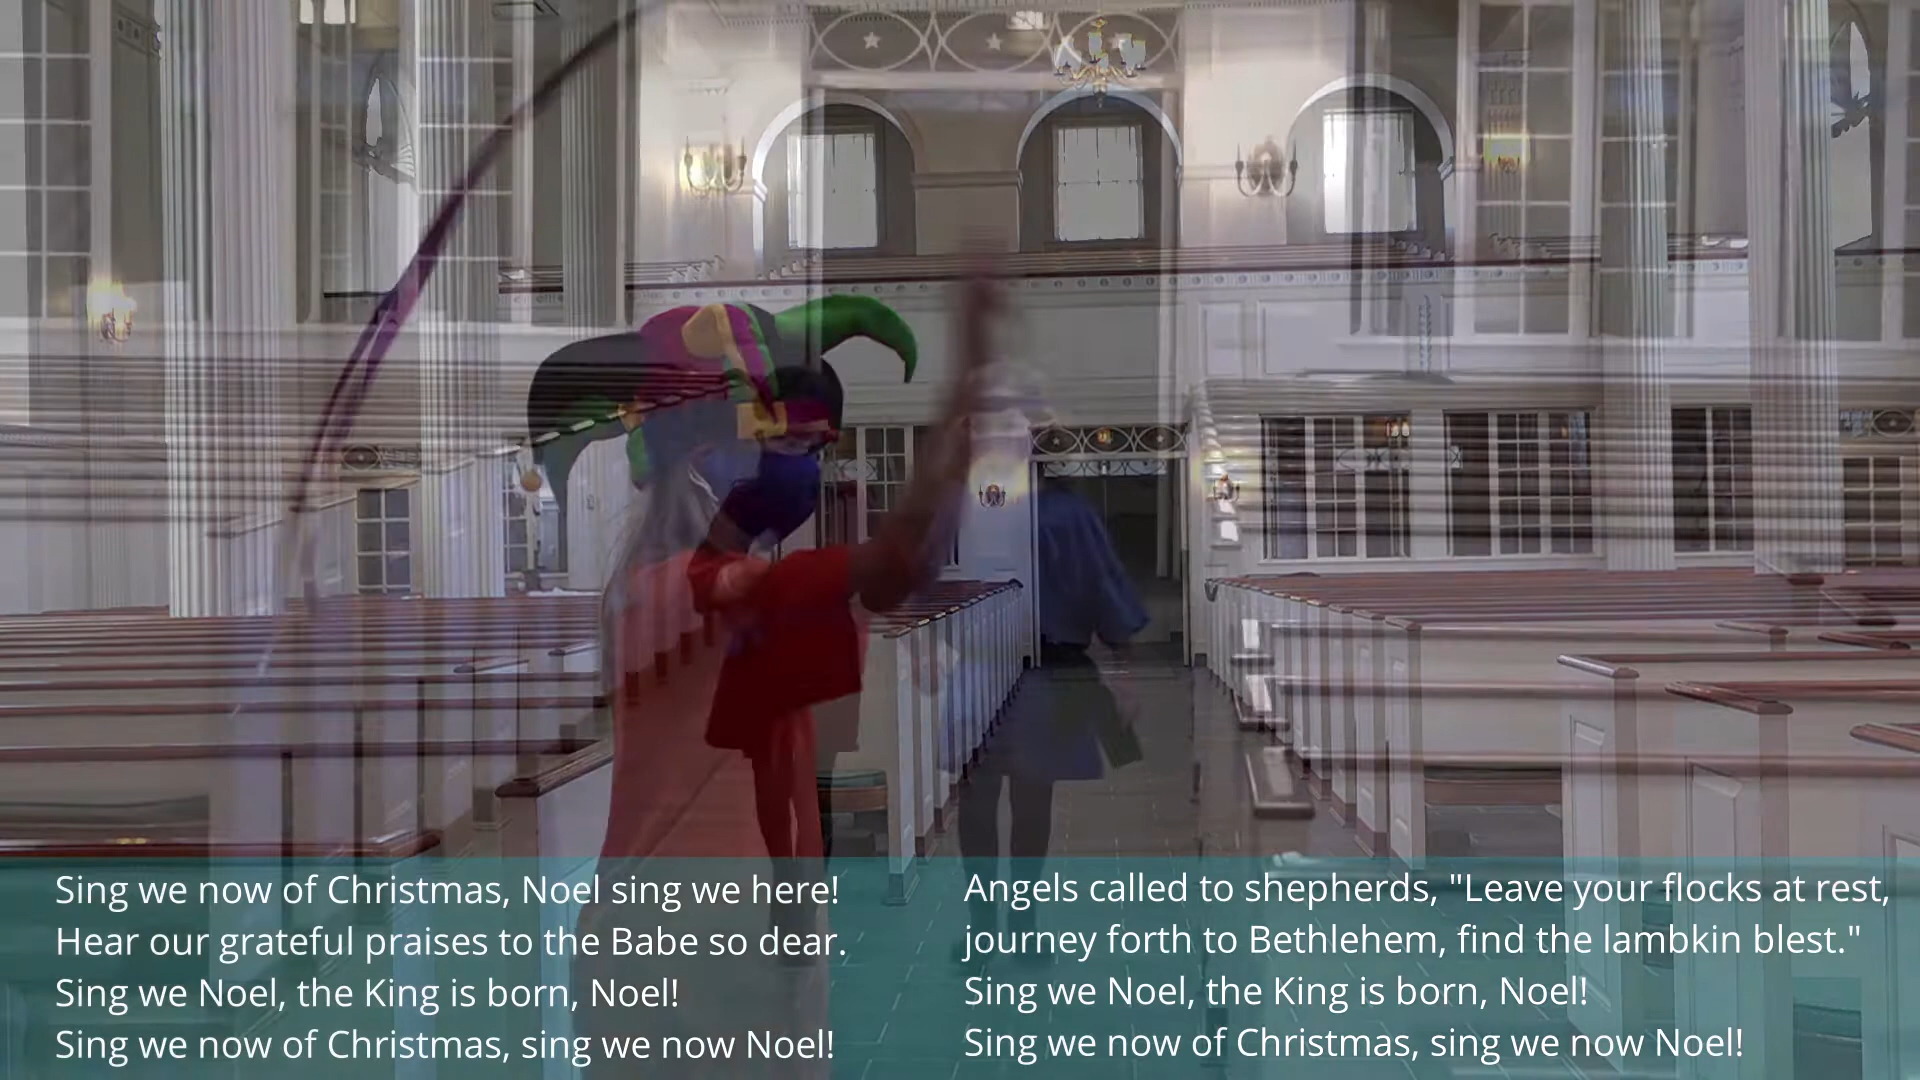 Sing we now of Christmas, Noel sing we here!
Hear our grateful praises to the Babe so dear.
Sing we Noel, the King is born, Noel!
Sing we now of Christmas, sing we now Noel!
Angels called to shepherds, "Leave your flocks at rest,
journey forth to Bethlehem, find the lambkin blest."
Sing we Noel, the King is born, Noel!
Sing we now of Christmas, sing we now Noel!